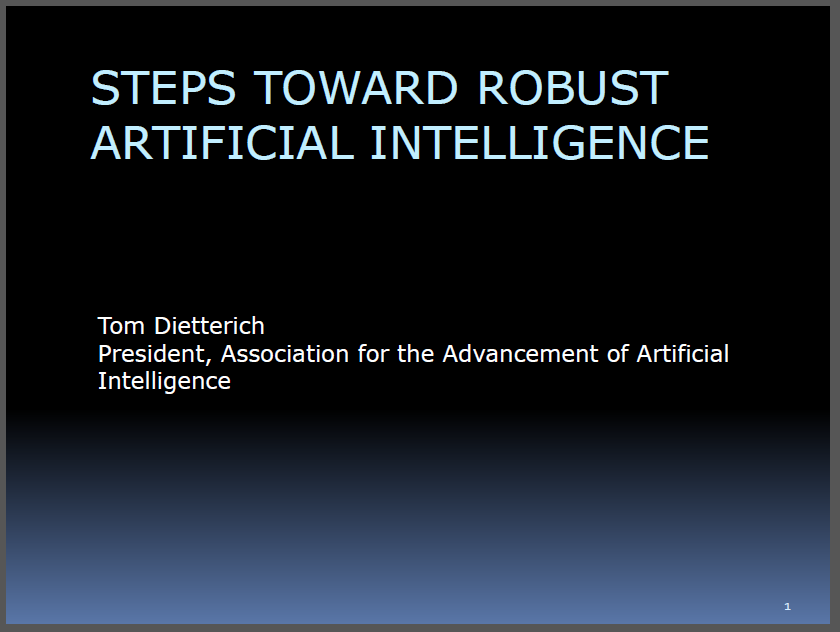 STEPS TOWARD ROBUST
ARTIFICIAL INTELLIGENCE
Tom Dietterich
President, Association for the Advancement of Artificial
Intelligence
1